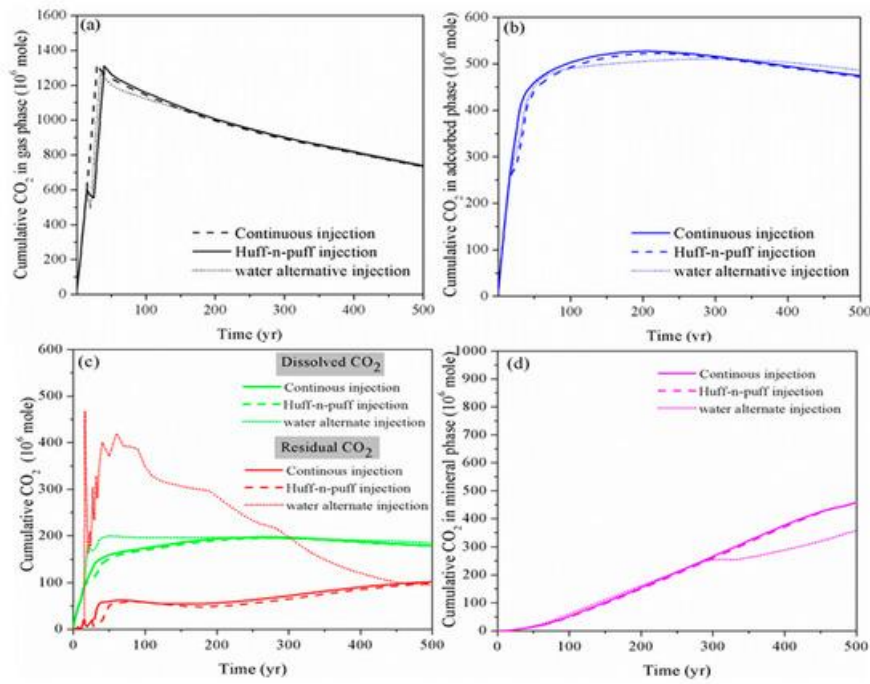 (a)
Cumulative CO2 in gas phase (10^6 mole)
1600
1400
1200
1000
800
600
400
200
0
Continuous injection
Huff-n-puff injection
water alternative injection
100
200
300
400
500
Time (yr)
(b)
Cumulative CO2 in adcorbed phase (10^6 mole)
600
500
400
300
200
100
0
Continuous injection
Huff-n-puff injection
water alternative injection
0
100
200
300
400
500
Time (yr)
(c)
Cumulative CO2 (10^6 mole)
600
500
400
300
200
100
0
Dissolved CO2
Continous injection
Huff-n-puff injection
water alternate injection
Residual CO2
Continous injection
Huff-n-puff injection
water alternate injection
0
100
200
300
400
500
Time (yr)
(d)
Cumulative CO2 in mineral phase (10^6 mole)
1000
900
800
700
600
500
400
300
200
100
0
Continous injection
Huff-n-puff injection
water alternate injection
0
100
200
300
400
500
Time (yr)